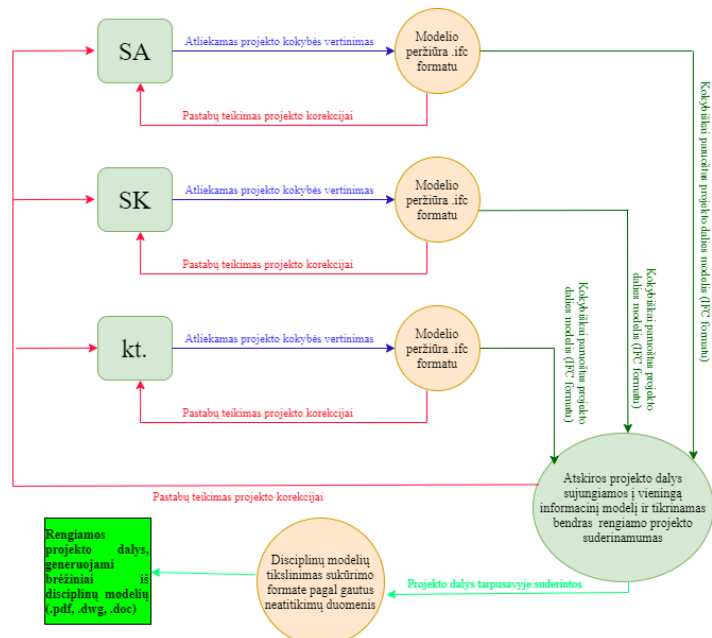 SA
Atliekamas projekto kokybės vertinimas
Modelio
peržiūra .ifc
formatu
Pastabų teikimas projekto korekcijai
Kokybiškai paruoštas projekto dalies modelis (IFC formatu)
SK
Atliekamas projekto kokybės vertinimas
Modelio
peržiūra .ifc
formatu
Pastabų teikimas projekto korekcijai
Kokybiškai paruoštas projekto
dalies modelis (IFC formatu)
kt.
Atliekamas projekto kokybės vertinimas
Modelio
peržiūra .ifc
formatu
Pastabų teikimas projekto korekcijai
Kokybiškai paruoštas projekto
dalies modelis (IFC formatu)
Atskiros projekto dalys
sujungiamos į vieningą
informacinį modelį ir tikrinamas
bendras rengiamo projekto
suderinamumas
Pastabų teikimas projekto korekcijai
Projekto dalys tarpusavyje suderintos
Disciplinų modelių
tikslinimas sukūrimo
formate pagal gautus
neatitikimų duomenis
Rengiamos
projekto dalys,
generuojami
brėžiniai iš
disciplinų modelių
(.pdf, .dwg, .doc)